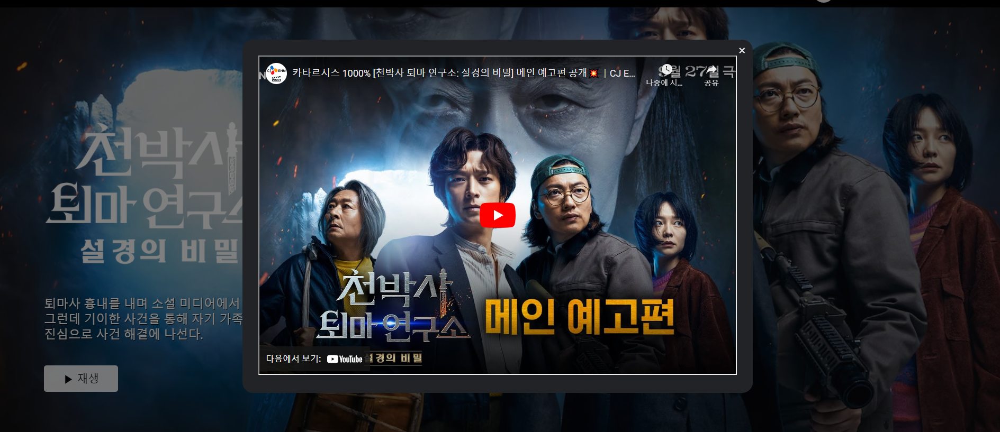 천박사
퇴마 연구
설경의 비밀
퇴마사 흉내를 내며 소셜 미디어에서
그런데 기이한 사건을 통해 자기 가족
진심으로 사건 해결에 나선다.
▶ 재생
×
CJ ENM
카타르시스 1000% [천박사 퇴마 연구소: 설경의 비밀] 메인 예고편 공개💥 | CJ E...
9월 27일 극
나중에 시...
공유
천박사
퇴마 연구소
설경의 비밀
메인 예고편
다음에서 보기: YouTube